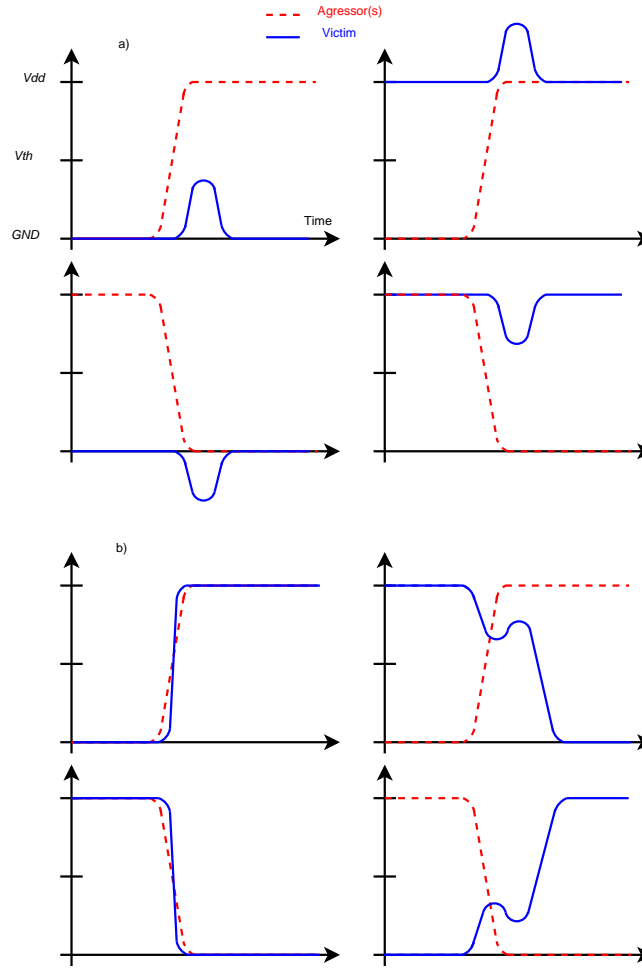 Agressor(s)
Victim
a)
Vdd
Vth
GND
Time
b)